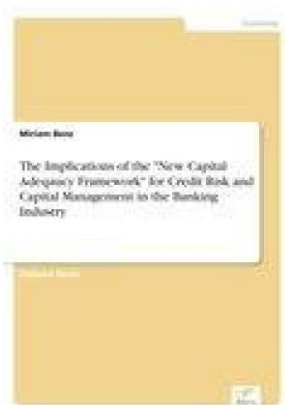 Miriam Benz
The Implications of the "New Capital
Adeqaucy Framework" for Credit Risk and
Capital Management in the Banking
Industry